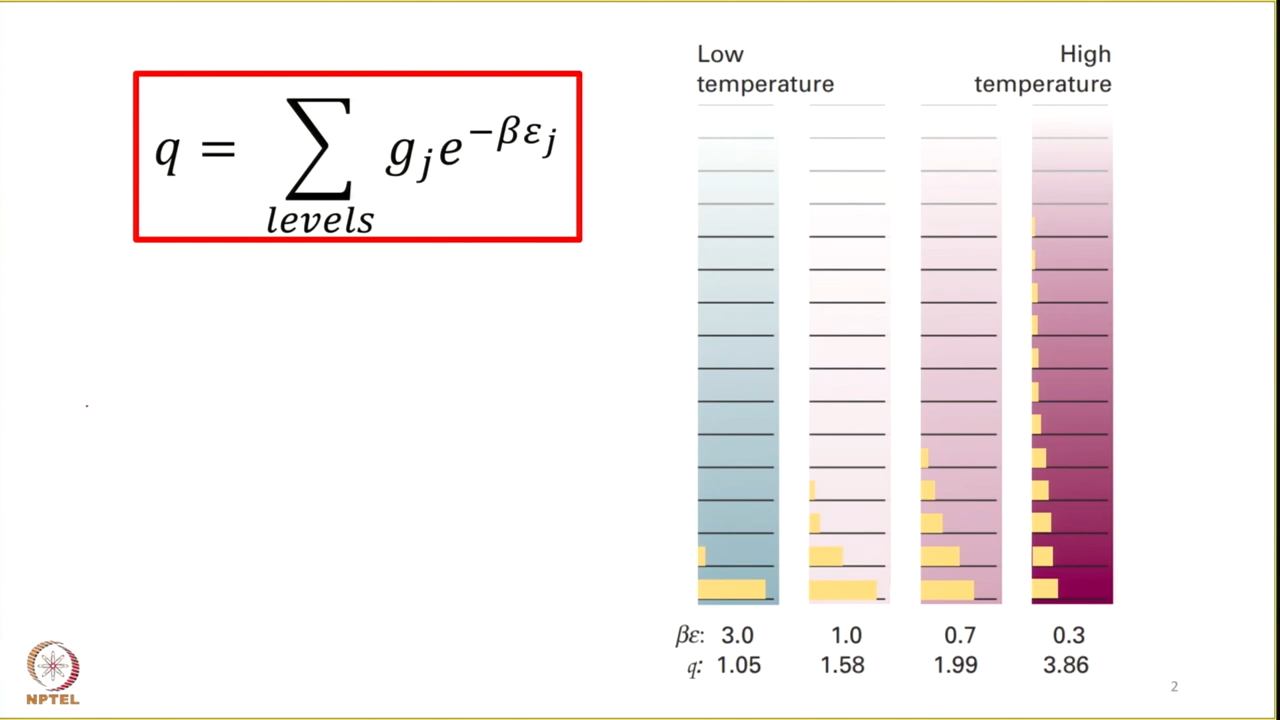 q = ∑ g_j e^{−βε_j}
levels
Low
temperature
High
temperature
βε: 3.0 1.0 0.7 0.3
q: 1.05 1.58 1.99 3.86
NPTEL
2